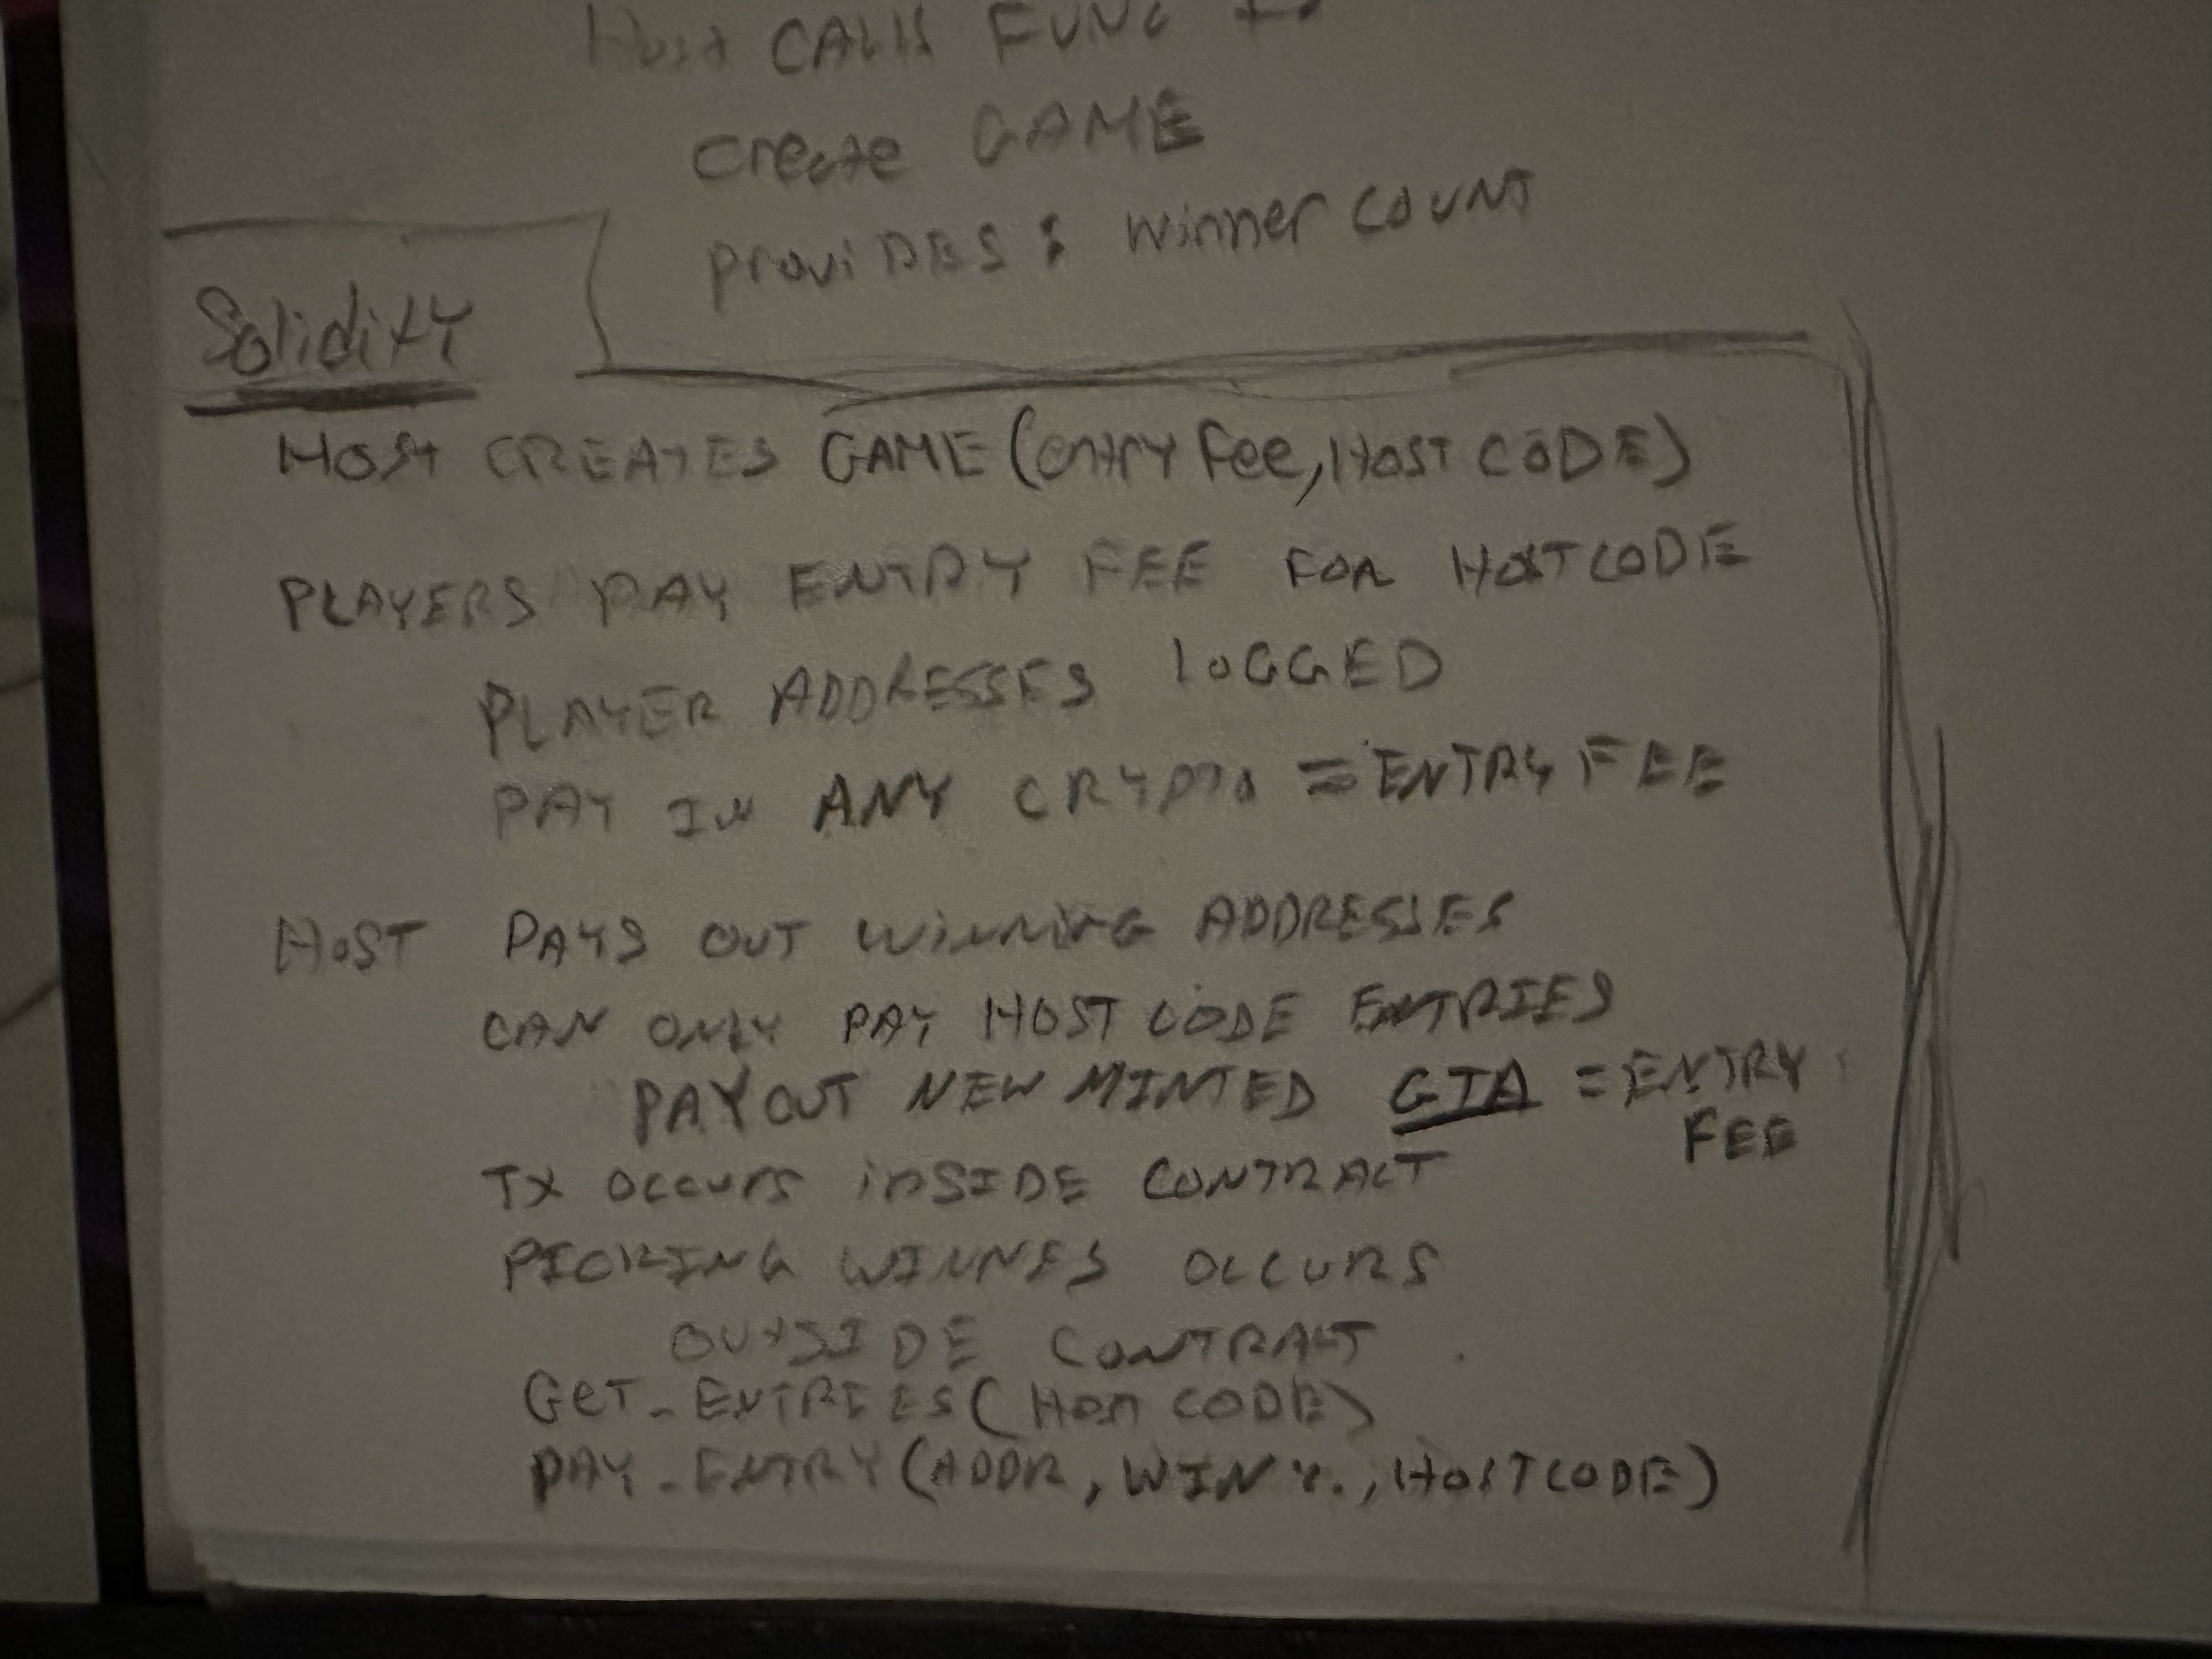 Host CALLS FUNC to
create GAME
proviDES : winner COUNT
Solidity
HOST CREATES GAME (entry Fee, HOST CODE)
PLAYERS PAY ENTRY FEE FOR HOSTCODE
PLAYER ADDRESSES LOGGED
PAY IN ANY CRYPTO = ENTRY FEE
HOST PAYS OUT WINNING ADDRESSES
CAN ONLY PAY HOST CODE ENTRIES
PAYOUT NEW MINTED GTA = ENTRY
FEE
TX OCCURS inSIDE CONTRACT
PICKING WINNES OCCURS
OUTSIDE CONTRACT
GET_ENTRIES( CODE)
PAY_ENTRY (ADDR, WIN %, HOSTCODE)